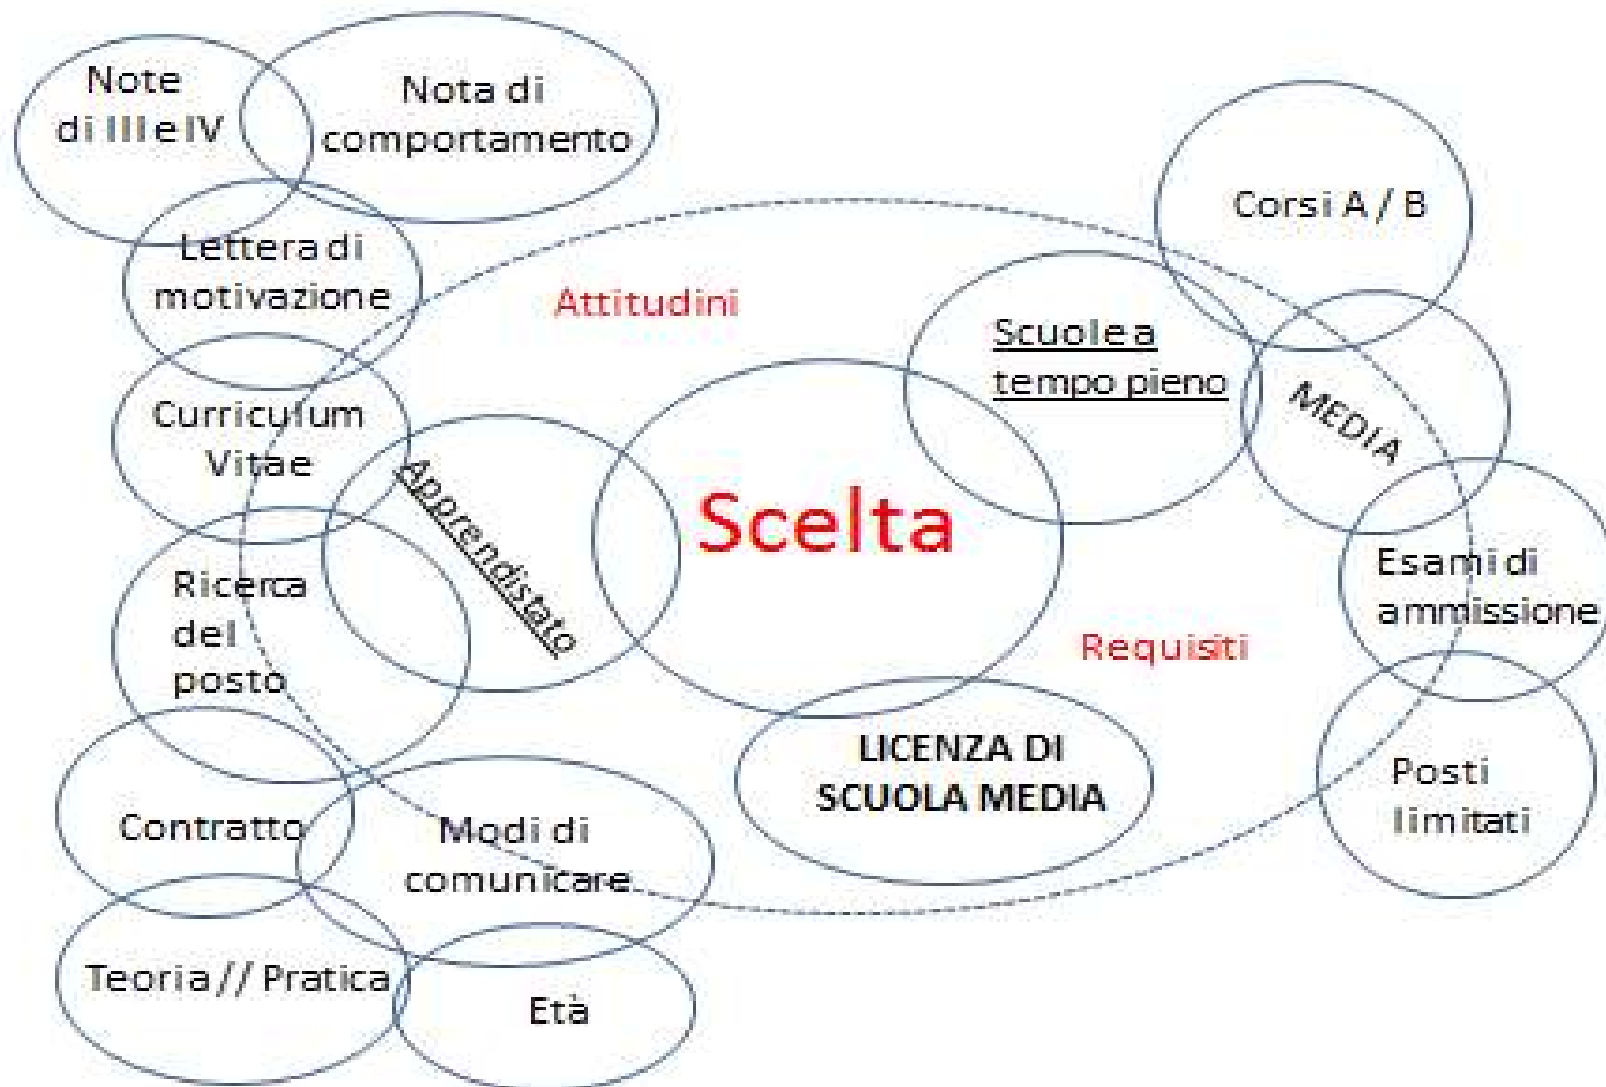 Note
di III e IV
Nota di
comportamento
Lettera di
motivazione
Curriculum
Vitae
Apprendistato
Ricerca
del
posto
Contratto
Modi di
comunicare
Teoria // Pratica
Età
Attitudini
Scelta
Requisiti
LICENZA DI
SCUOLA MEDIA
Scuole a
tempo pieno
Corsi A / B
MEDIA
Esami di
ammissione
Posti
limitati